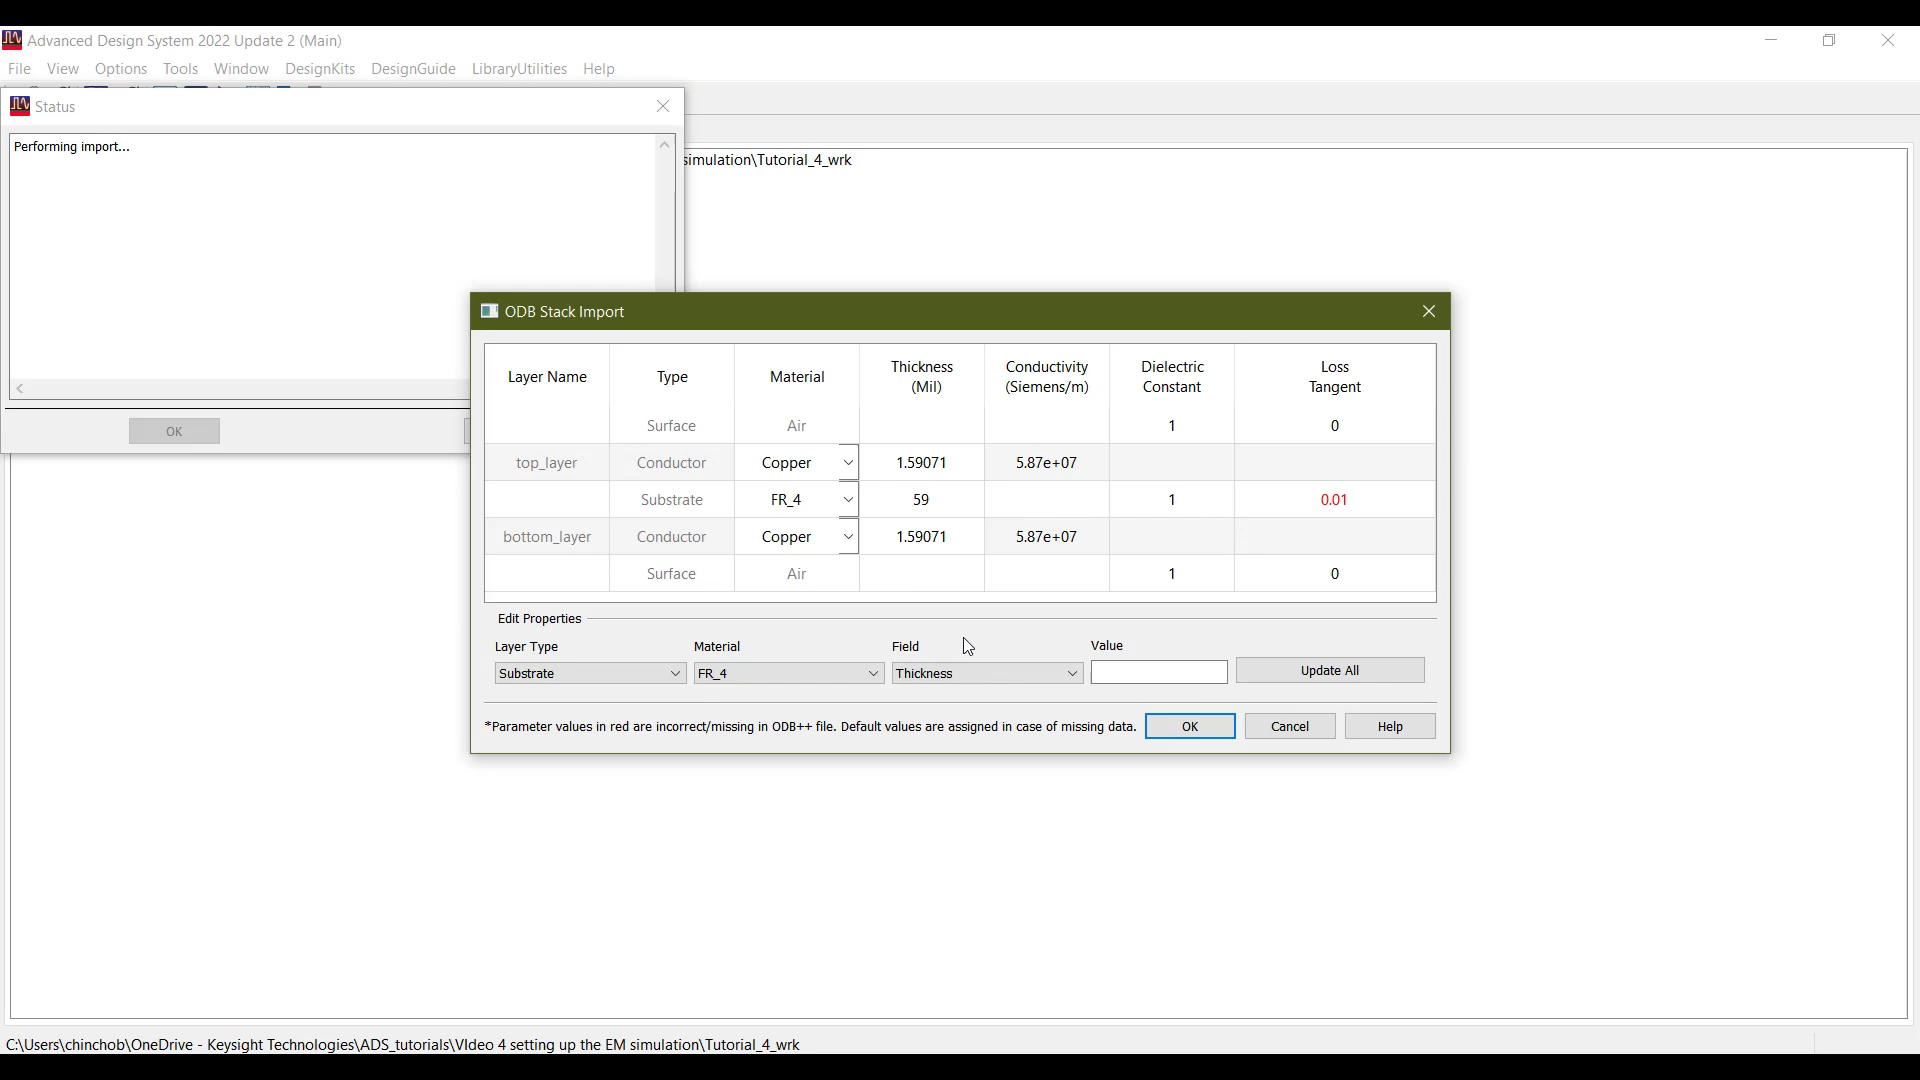 Advanced Design System 2022 Update 2 (Main)
File View Options Tools Window DesignKits DesignGuide LibraryUtilities Help
Status
Performing import...
simulation\Tutorial_4_wrk
OK
ODB Stack Import
Layer Name Type Material Thickness (Mil) Conductivity (Siemens/m) Dielectric Constant Loss Tangent
Surface Air 1 0
top_layer Conductor Copper 1.59071 5.87e+07
Substrate FR_4 59 1 0.01
bottom_layer Conductor Copper 1.59071 5.87e+07
Surface Air 1 0
Edit Properties
Layer Type Material Field Value
Substrate FR_4 Thickness Update All
*Parameter values in red are incorrect/missing in ODB++ file. Default values are assigned in case of missing data. OK Cancel Help
C:\Users\chinchob\OneDrive - Keysight Technologies\ADS_tutorials\VIdeo 4 setting up the EM simulation\Tutorial_4_wrk